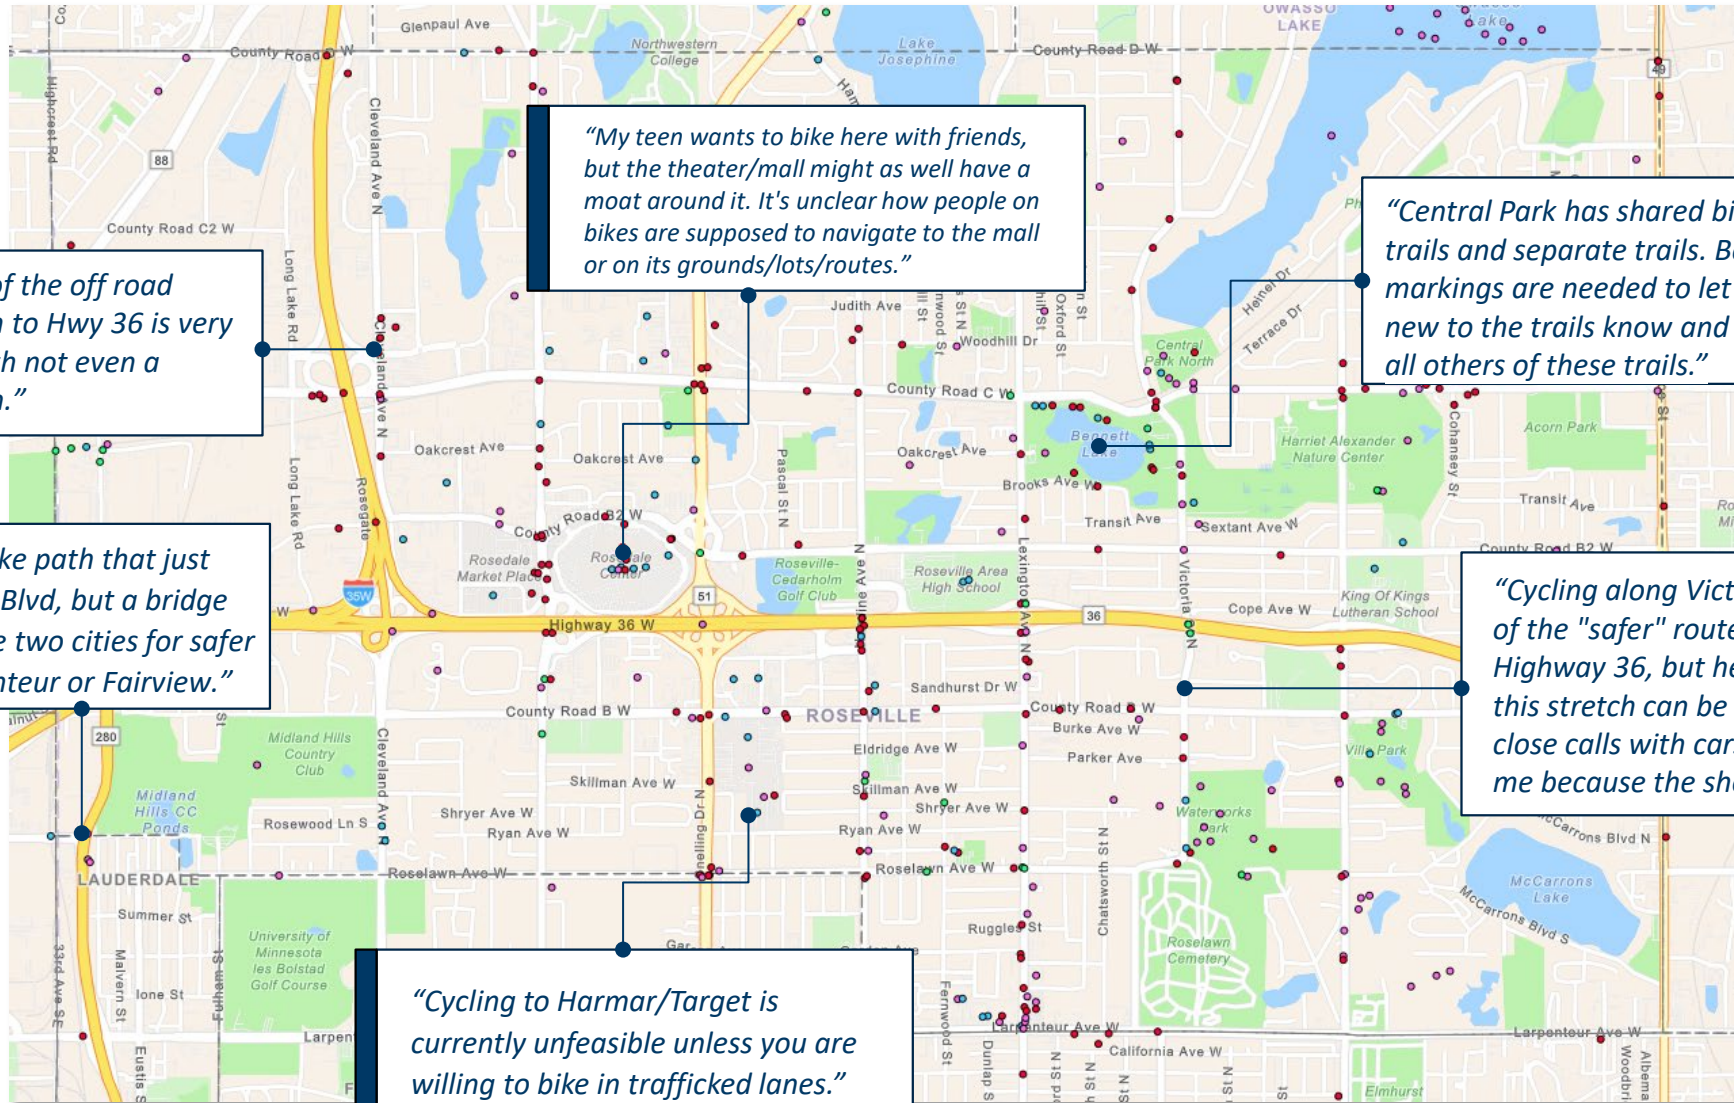 Glenpaul Ave
OWASSO
LAKE
Lake
County Road D W
Northwestern
College
Lake
Josephine
County Road D W
49
Highcrest Rd
Cleveland Ave N
88
“My teen wants to bike here with friends,
but the theater/mall might as well have a
moat around it. It's unclear how people on
bikes are supposed to navigate to the mall
or on its grounds/lots/routes.”
“Central Park has shared bi
trails and separate trails. B
markings are needed to let
new to the trails know and
all others of these trails.”
County Road C2 W
Long Lake Rd
of the off road
n to Hwy 36 is very
h not even a
n.”
Cleveland Ave N
Judith Ave
Woodhill Dr
Oxford St
Heinel Dr
Terrace Dr
Central
Park North
County Road C W
Oakcrest Ave
Oakcrest Ave
Oakcrest Ave
Bennett
Lake
Harriet Alexander
Nature Center
Acorn Park
Cohansey St
Long Lake Rd
Rosegate
Pascal St N
Brooks Ave W
Transit Ave
Transit Ave
Sextant Ave W
County Road B2 W
County Road B2 W
Rosedale
Market Place
Rosedale
Center
Roseville-
Cedarholm
Golf Club
Roseville Area
High School
Lexington Ave N
Victoria St N
King Of Kings
Lutheran School
ke path that just
Blvd, but a bridge
e two cities for safer
nteur or Fairview.”
35W
W
51
Highway 36 W
36
Cope Ave W
“Cycling along Vict
of the "safer" route
Highway 36, but he
this stretch can be
close calls with car
me because the sho
Sandhurst Dr W
County Road B W
ROSEVILLE
County Road B W
Burke Ave W
280
Midland Hills
Country
Club
Cleveland Ave N
Eldridge Ave W
Parker Ave
Villa Park
Midland
Hills CC
Ponds
Skillman Ave W
Skillman Ave W
Shryer Ave W
Shryer Ave W
Rosewood Ln S
Ryan Ave W
Ryan Ave W
Snelling Dr N
Waterworks
Park
McCarrons Blvd N
LAUDERDALE
Roselawn Ave W
Roselawn Ave W
Chatsworth St N
McCarrons
Lake
McCarrons Blvd S
Summer St
University of
Minnesota
les Bolstad
Golf Course
Ruggles St
Roselawn
Cemetery
33rd Ave SE
Malvern St
Fulham St
Ione St
“Cycling to Harmar/Target is
currently unfeasible unless you are
willing to bike in trafficked lanes.”
Fernwood St
Larpen
Larpenteur Ave W
Larpenteur Ave W
California Ave W
Eustis S
Dunlap S
Elmhurst